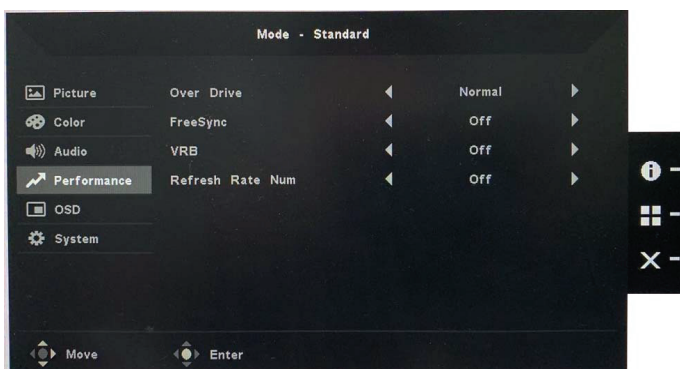 Mode - Standard
Picture Over Drive Normal
Color FreeSync Off
Audio VRB Off
Performance Refresh Rate Num Off
OSD
System
Move Enter